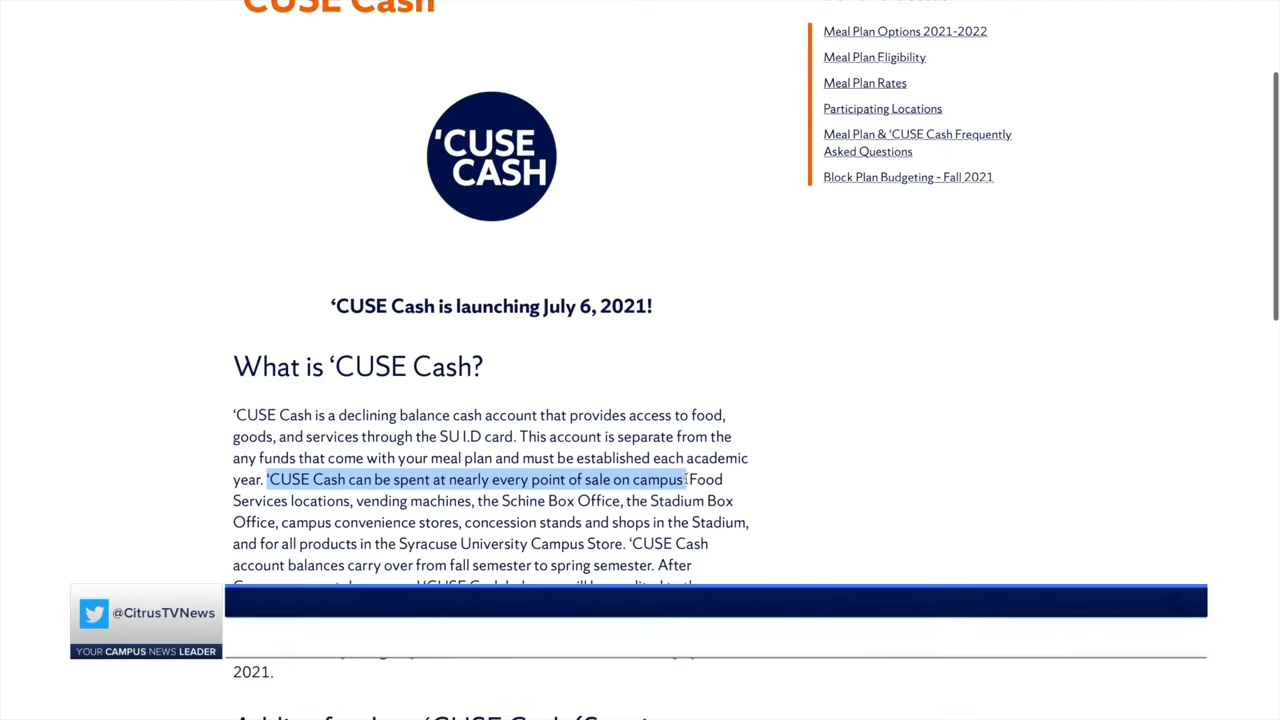 'CUSE Cash
Meal Plan Options 2021-2022
Meal Plan Eligibility
Meal Plan Rates
Participating Locations
Meal Plan & ‘CUSE Cash Frequently
Asked Questions
Block Plan Budgeting - Fall 2021
'CUSE
CASH
‘CUSE Cash is launching July 6, 2021!
What is ‘CUSE Cash?
‘CUSE Cash is a declining balance cash account that provides access to food,
goods, and services through the SU I.D card. This account is separate from the
any funds that come with your meal plan and must be established each academic
year. ‘CUSE Cash can be spent at nearly every point of sale on campus: Food
Services locations, vending machines, the Schine Box Office, the Stadium Box
Office, campus convenience stores, concession stands and shops in the Stadium,
and for all products in the Syracuse University Campus Store. ‘CUSE Cash
account balances carry over from fall semester to spring semester. After
@CitrusTVNews
YOUR CAMPUS NEWS LEADER
2021.